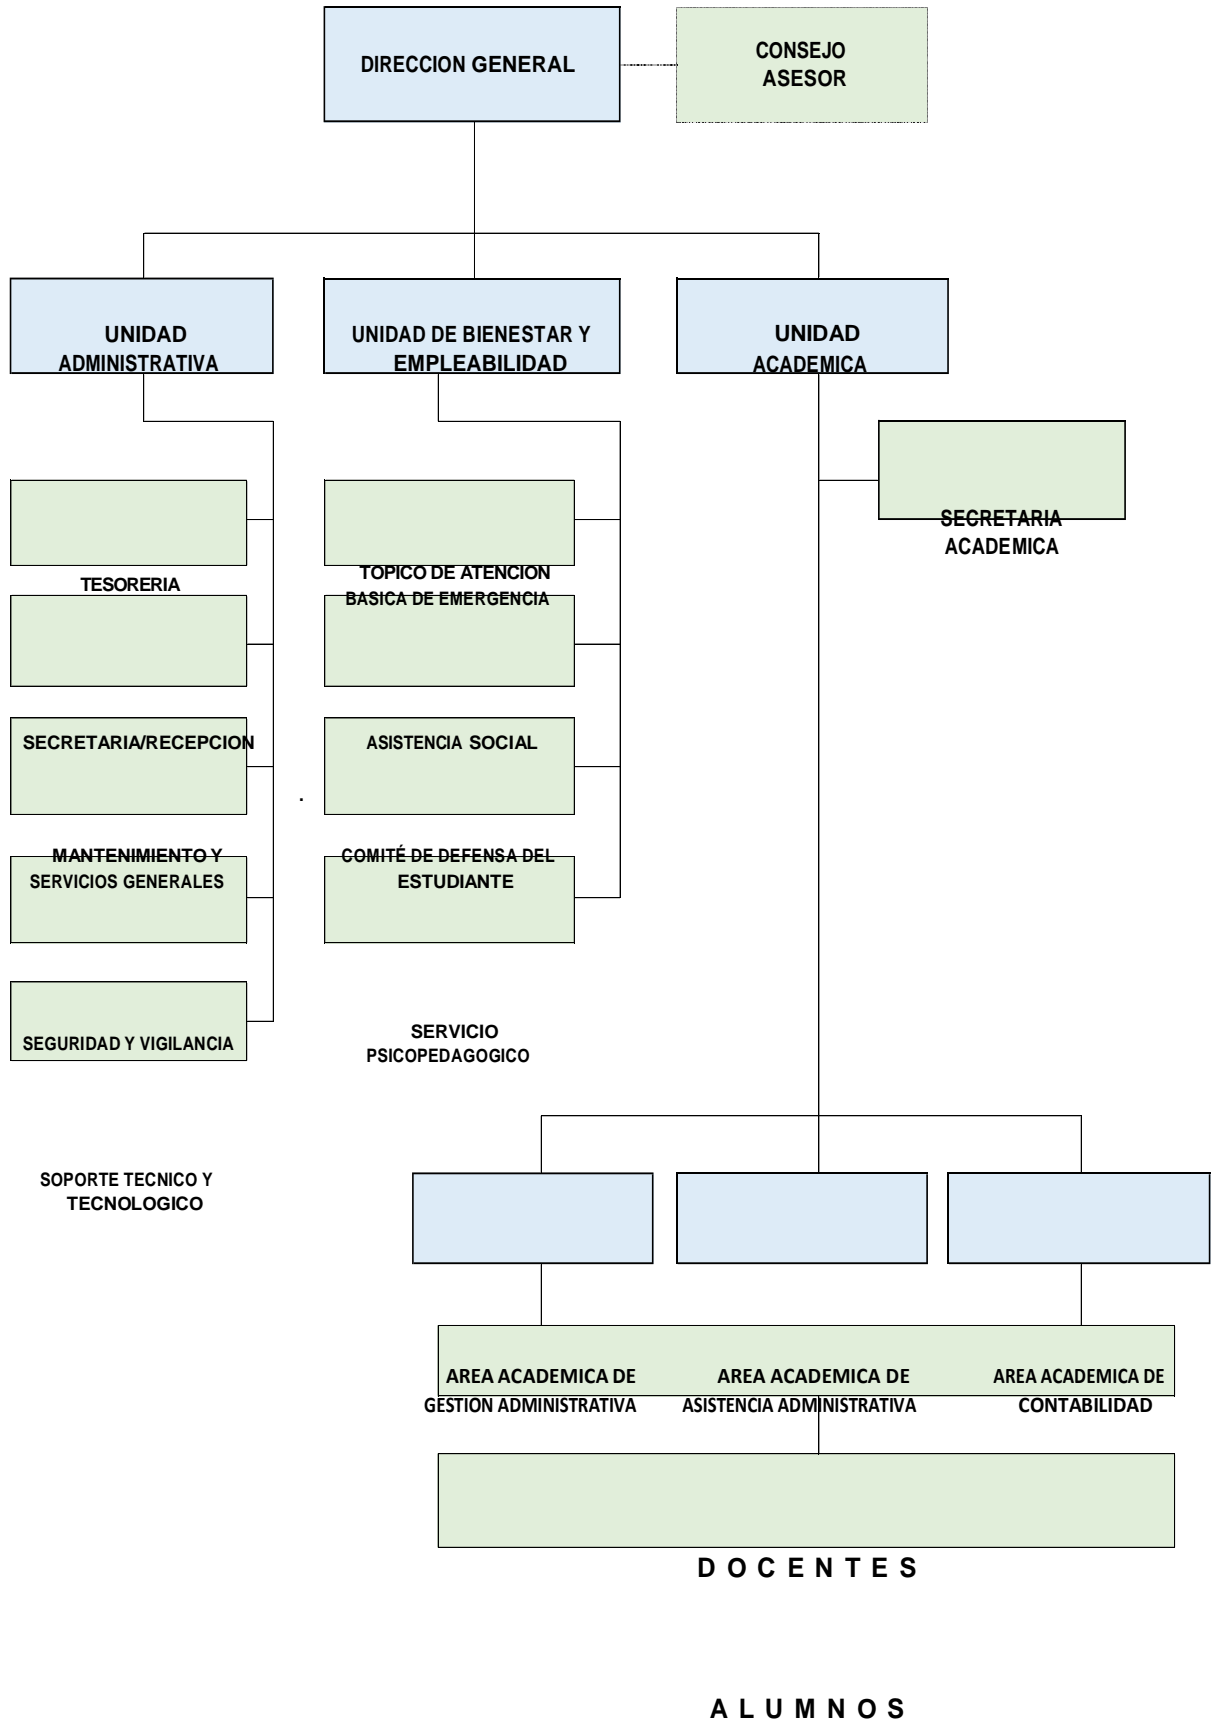 DIRECCION GENERAL
CONSEJO
ASESOR
UNIDAD
ADMINISTRATIVA
UNIDAD DE BIENESTAR Y
EMPLEABILIDAD
UNIDAD
ACADEMICA
SECRETARIA
ACADEMICA
TESORERIA
TOPICO DE ATENCION
BASICA DE EMERGENCIA
SECRETARIA/RECEPCION
ASISTENCIA SOCIAL
.
MANTENIMIENTO Y
SERVICIOS GENERALES
COMITÉ DE DEFENSA DEL
ESTUDIANTE
SEGURIDAD Y VIGILANCIA
SERVICIO
PSICOPEDAGOGICO
SOPORTE TECNICO Y
TECNOLOGICO
AREA ACADEMICA DE
GESTION ADMINISTRATIVA
AREA ACADEMICA DE
ASISTENCIA ADMINISTRATIVA
AREA ACADEMICA DE
CONTABILIDAD
DOCENTES
ALUMNOS